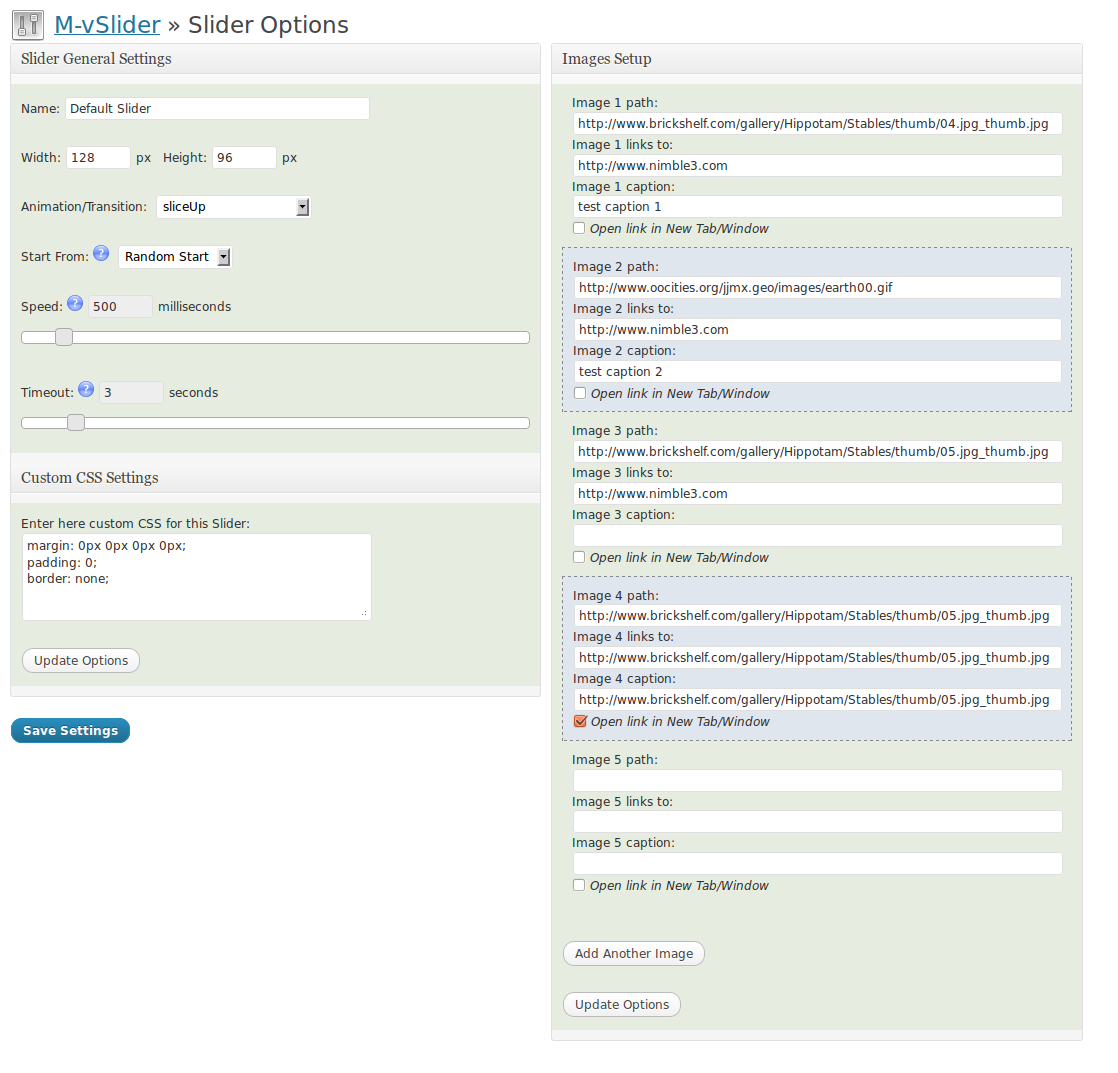 M-vSlider » Slider Options
Slider General Settings
Name: Default Slider
Width: 128 px Height: 96 px
Animation/Transition: sliceUp
Start From: ? Random Start
Speed: ? 500 milliseconds
Timeout: ? 3 seconds
Custom CSS Settings
Enter here custom CSS for this Slider:
margin: 0px 0px 0px 0px;
padding: 0;
border: none;
Update Options
Save Settings
Images Setup
Image 1 path:
http://www.brickshelf.com/gallery/Hippotam/Stables/thumb/04.jpg_thumb.jpg
Image 1 links to:
http://www.nimble3.com
Image 1 caption:
test caption 1
Open link in New Tab/Window
Image 2 path:
http://www.oocities.org/jjmx.geo/images/earth00.gif
Image 2 links to:
http://www.nimble3.com
Image 2 caption:
test caption 2
Open link in New Tab/Window
Image 3 path:
http://www.brickshelf.com/gallery/Hippotam/Stables/thumb/05.jpg_thumb.jpg
Image 3 links to:
http://www.nimble3.com
Image 3 caption:
Open link in New Tab/Window
Image 4 path:
http://www.brickshelf.com/gallery/Hippotam/Stables/thumb/05.jpg_thumb.jpg
Image 4 links to:
http://www.brickshelf.com/gallery/Hippotam/Stables/thumb/05.jpg_thumb.jpg
Image 4 caption:
http://www.brickshelf.com/gallery/Hippotam/Stables/thumb/05.jpg_thumb.jpg
Open link in New Tab/Window
Image 5 path:
Image 5 links to:
Image 5 caption:
Open link in New Tab/Window
Add Another Image
Update Options